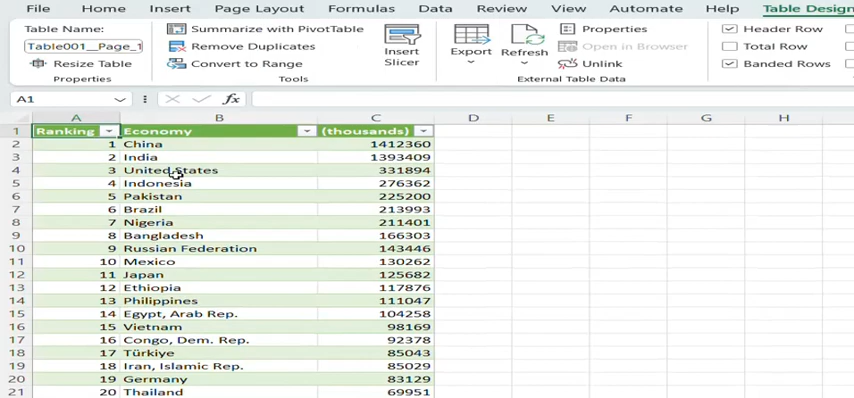 File Home Insert Page Layout Formulas Data Review View Automate Help Table Design
Table Name:
Table001__Page_1
Resize Table
Properties
Summarize with PivotTable
Remove Duplicates
Convert to Range
Tools
Insert
Slicer
Export Refresh
Properties
Open in Browser
Unlink
External Table Data
Header Row
Total Row
Banded Rows
A1 fx
A B C D E F G H
1 Ranking Economy (thousands)
2 1 China 1412360
3 2 India 1393409
4 3 United States 331894
5 4 Indonesia 276362
6 5 Pakistan 225200
7 6 Brazil 213993
8 7 Nigeria 211401
9 8 Bangladesh 166303
10 9 Russian Federation 143446
11 10 Mexico 130262
12 11 Japan 125682
13 12 Ethiopia 117876
14 13 Philippines 111047
15 14 Egypt, Arab Rep. 104258
16 15 Vietnam 98169
17 16 Congo, Dem. Rep. 92378
18 17 Türkiye 85043
19 18 Iran, Islamic Rep. 85029
20 19 Germany 83129
21 20 Thailand 69951